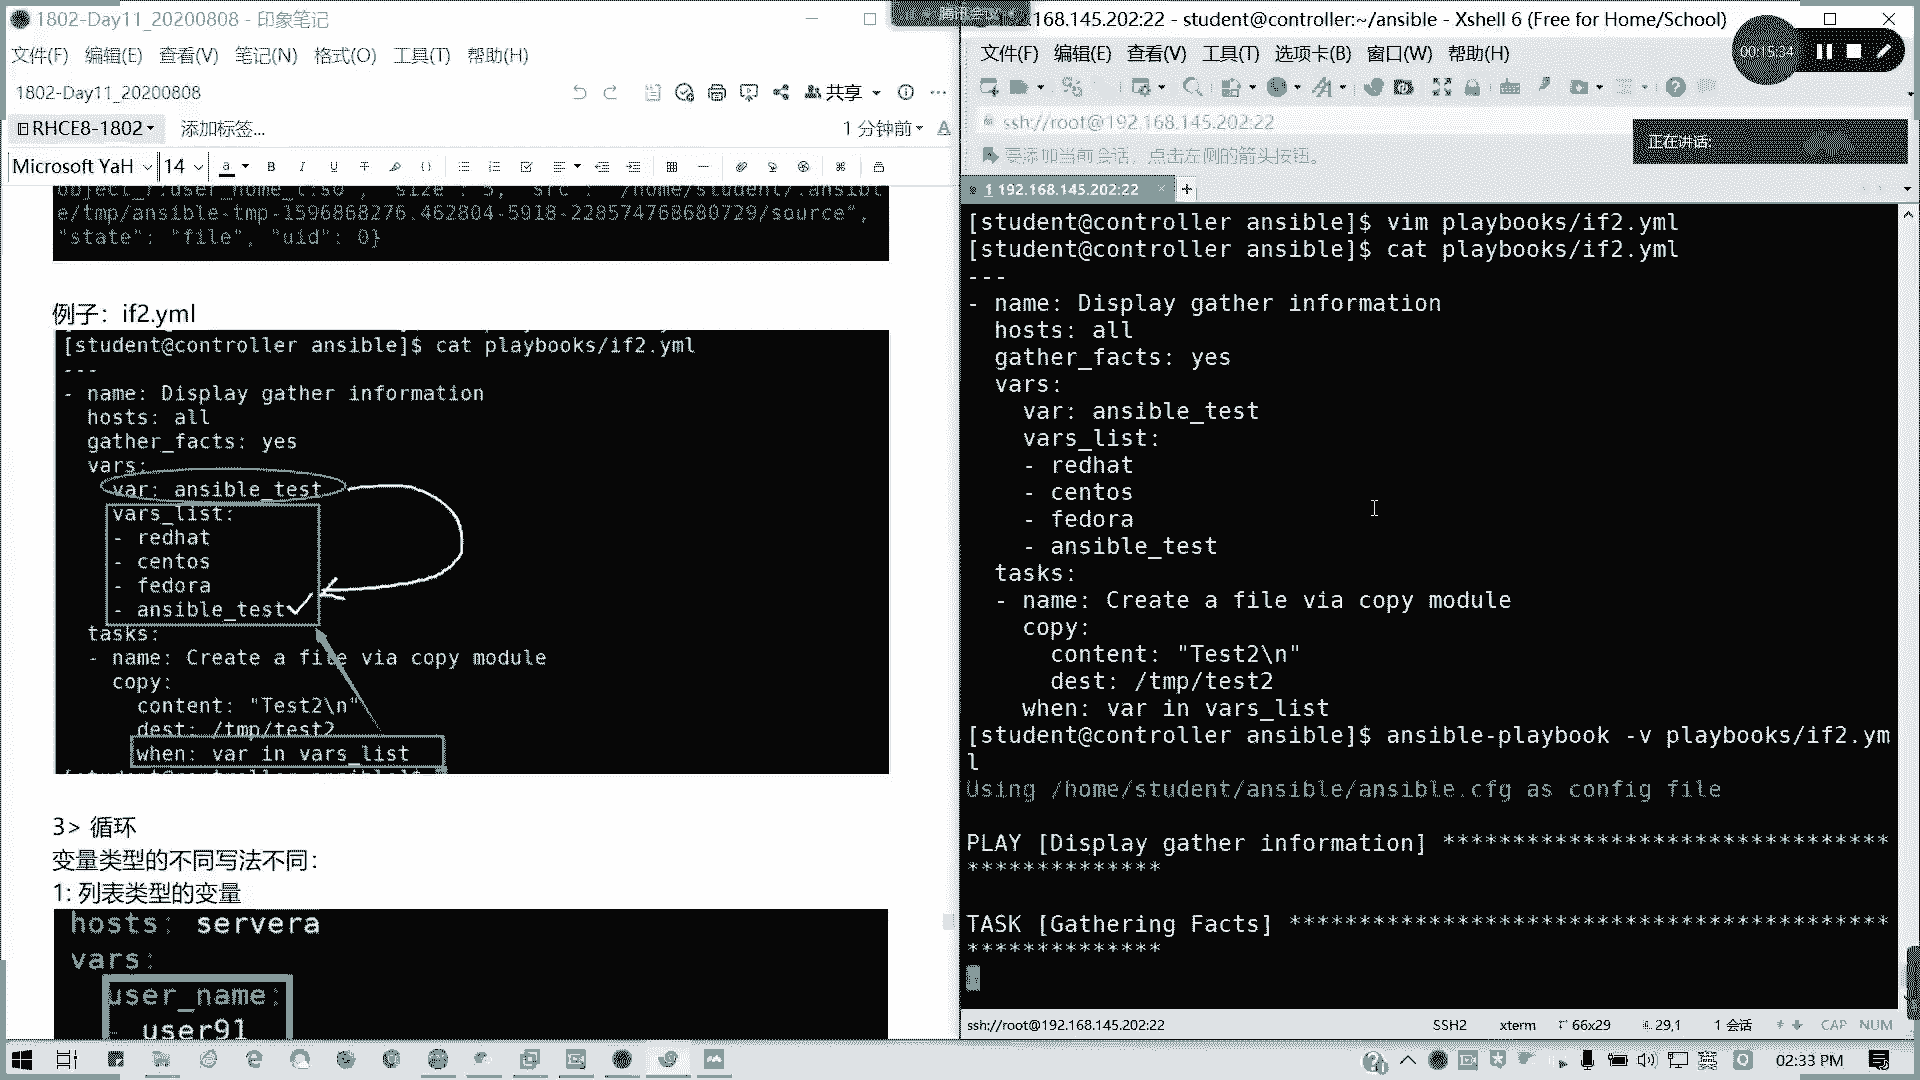 1802-Day11_20200808 - 印象笔记
文件(F) 编辑(E) 查看(V) 笔记(N) 格式(O) 工具(T) 帮助(H)
1802-Day11_20200808
共享
RHCE8-1802 添加标签...
1 分钟前
Microsoft YaH 14
object_r:user_home_t:s0", "size": 5, "src": "/home/student/.ansibl
e/tmp/ansible-tmp-1596868276.462804-5918-228574768680729/source",
"state": "file", "uid": 0}
例子：if2.yml
[student@controller ansible]$ cat playbooks/if2.yml
---
- name: Display gather information
hosts: all
gather_facts: yes
vars:
var: ansible_test
vars_list:
- redhat
- centos
- fedora
- ansible_test
tasks:
- name: Create a file via copy module
copy:
content: "Test2\n"
dest: /tmp/test2
when: var in vars_list
3> 循环
变量类型的不同写法不同：
1: 列表类型的变量
hosts: servera
vars:
user_name:
- user91
168.145.202:22 - student@controller:~/ansible - Xshell 6 (Free for Home/School)
文件(F) 编辑(E) 查看(V) 工具(T) 选项卡(B) 窗口(W) 帮助(H)
00:15:34
ssh://root@192.168.145.202:22
要添加当前会话，点击左侧的箭头按钮。
正在讲话:
1 192.168.145.202:22
[student@controller ansible]$ vim playbooks/if2.yml
[student@controller ansible]$ cat playbooks/if2.yml
---
- name: Display gather information
hosts: all
gather_facts: yes
vars:
var: ansible_test
vars_list:
- redhat
- centos
- fedora
- ansible_test
tasks:
- name: Create a file via copy module
copy:
content: "Test2\n"
dest: /tmp/test2
when: var in vars_list
[student@controller ansible]$ ansible-playbook -v playbooks/if2.ym
l
Using /home/student/ansible/ansible.cfg as config file
PLAY [Display gather information] *********************************
**************
TASK [Gathering Facts] ********************************************
**************
ssh://root@192.168.145.202:22
SSH2 xterm 66x29 29,1 1 会话 CAP NUM
英
02:33 PM